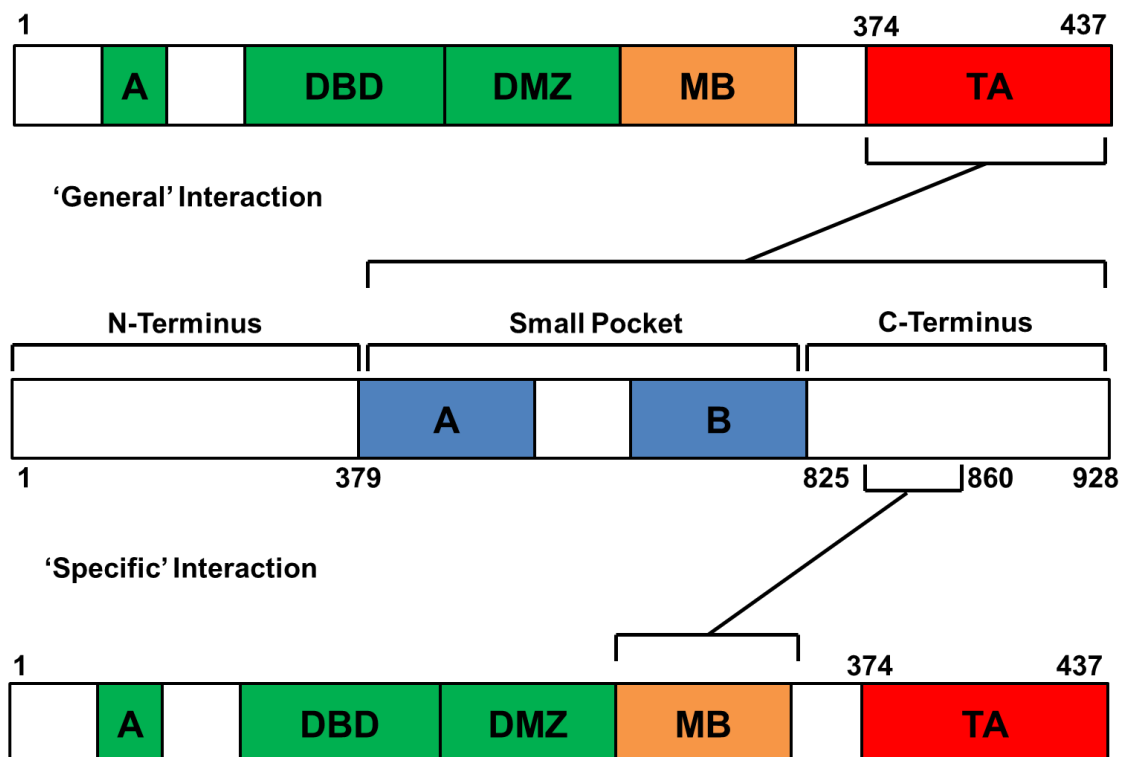 1 374 437
A DBD DMZ MB TA
‘General’ Interaction
N-Terminus Small Pocket C-Terminus
A B
1 379 825 860 928
‘Specific’ Interaction
1 374 437
A DBD DMZ MB TA